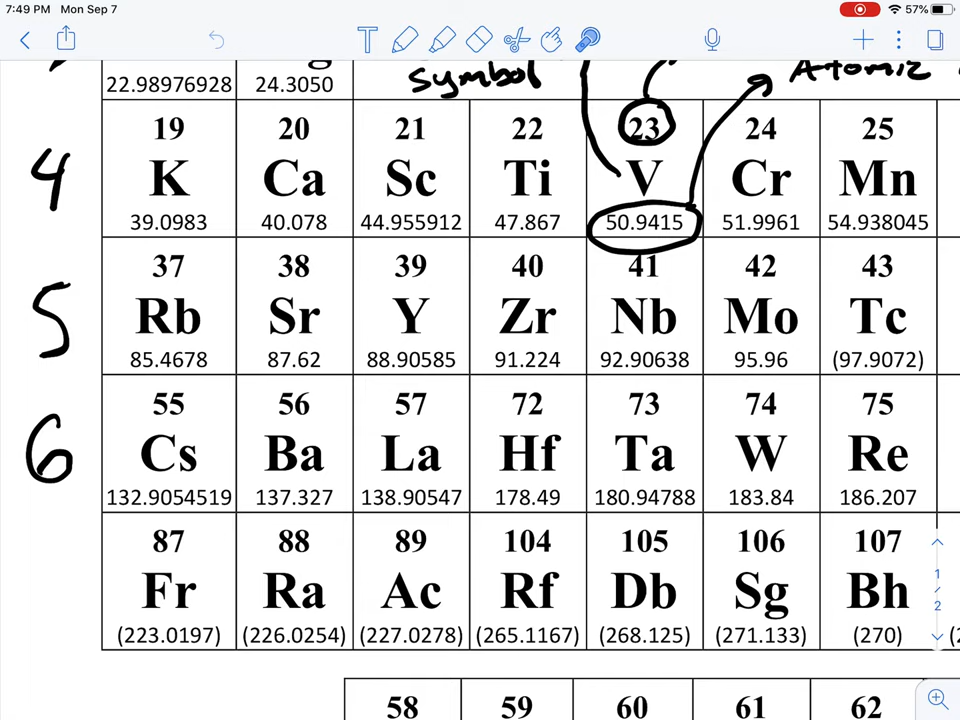 7:49 PM Mon Sep 7 57%
symbol Atomic
22.98976928 24.3050
4 19 20 21 22 23 24 25
K Ca Sc Ti V Cr Mn
39.0983 40.078 44.955912 47.867 50.9415 51.9961 54.938045
5 37 38 39 40 41 42 43
Rb Sr Y Zr Nb Mo Tc
85.4678 87.62 88.90585 91.224 92.90638 95.96 (97.9072)
6 55 56 57 72 73 74 75
Cs Ba La Hf Ta W Re
132.9054519 137.327 138.90547 178.49 180.94788 183.84 186.207
87 88 89 104 105 106 107
Fr Ra Ac Rf Db Sg Bh
(223.0197) (226.0254) (227.0278) (265.1167) (268.125) (271.133) (270)
1 / 2
58 59 60 61 62